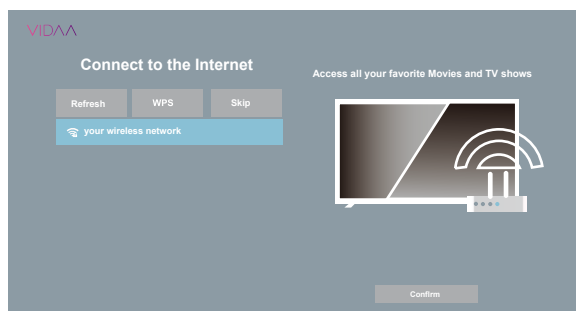 VIDAA
Connect to the Internet
Refresh WPS Skip
your wireless network
Access all your favorite Movies and TV shows
Confirm